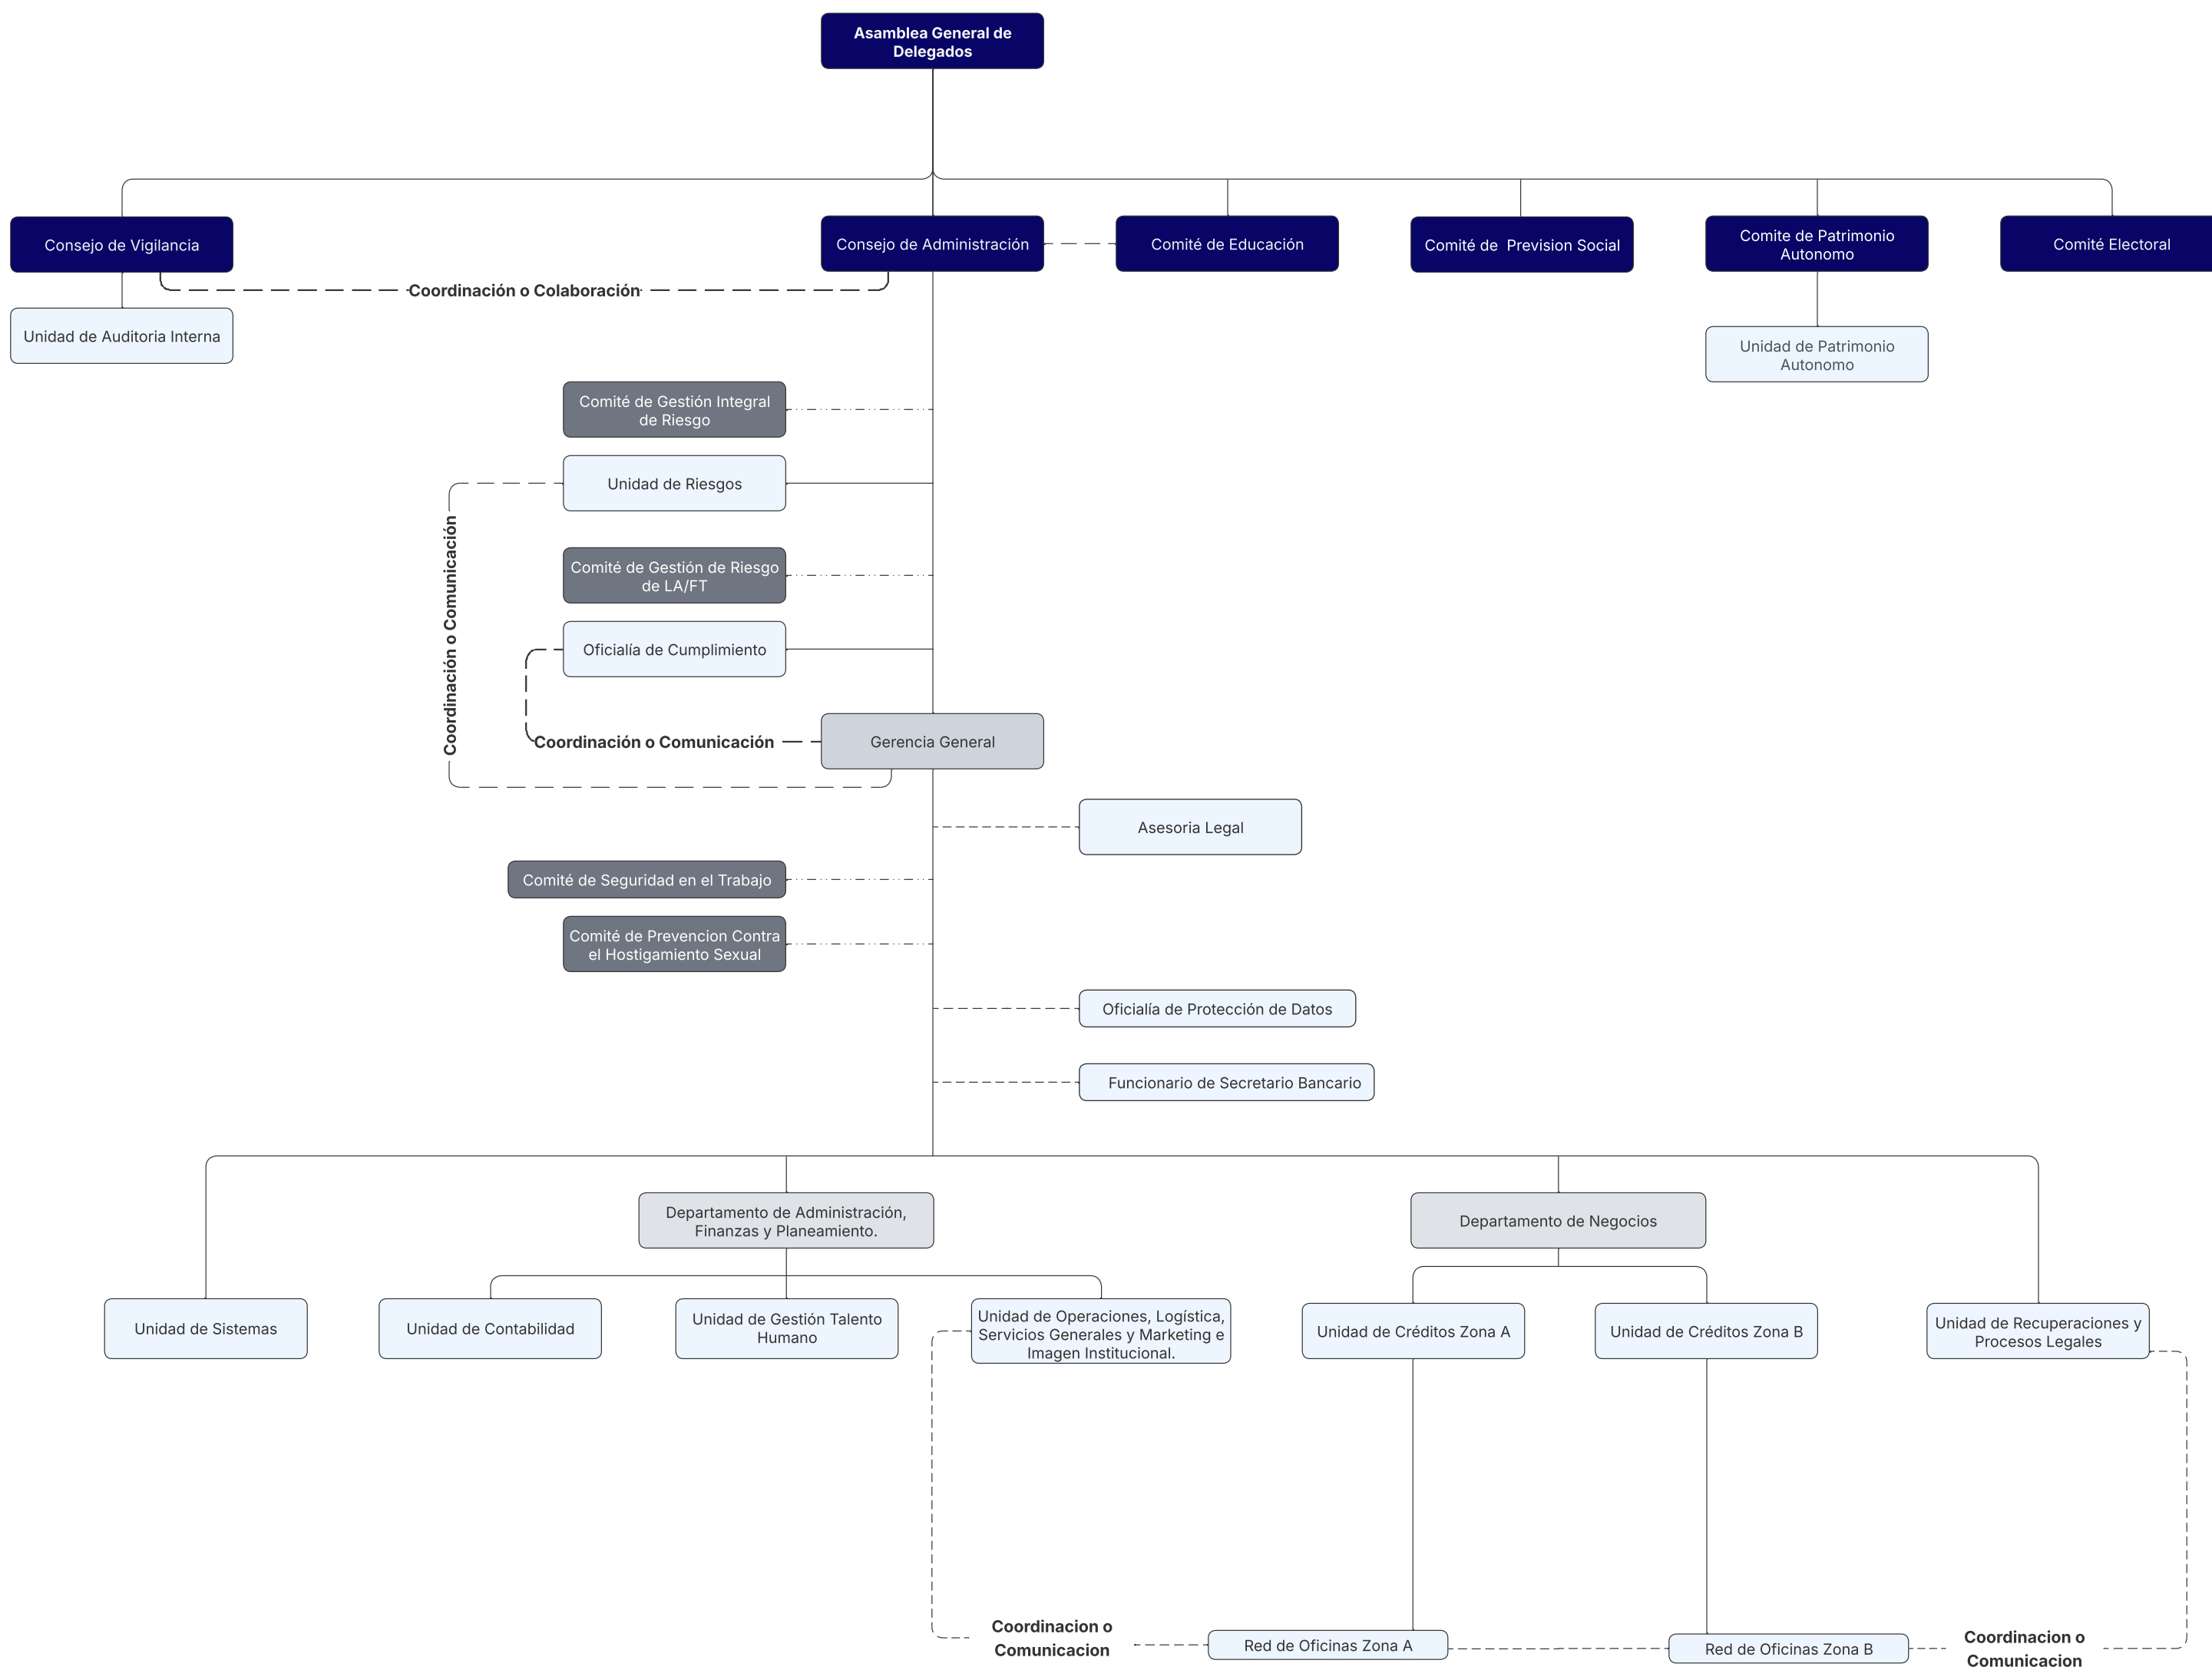 Asamblea General de
Delegados
Consejo de Vigilancia
Consejo de Administración
Comité de Educación
Comité de  Prevision Social
Comite de Patrimonio
Autonomo
Comité Electoral
Coordinación o Colaboración
Unidad de Auditoria Interna
Unidad de Patrimonio
Autonomo
Comité de Gestión Integral
de Riesgo
Unidad de Riesgos
Coordinación o Comunicación
Comité de Gestión de Riesgo
de LA/FT
Oficialía de Cumplimiento
Coordinación o Comunicación
Gerencia General
Asesoria Legal
Comité de Seguridad en el Trabajo
Comité de Prevencion Contra
el Hostigamiento Sexual
Oficialía de Protección de Datos
Funcionario de Secretario Bancario
Departamento de Administración,
Finanzas y Planeamiento.
Departamento de Negocios
Unidad de Sistemas
Unidad de Contabilidad
Unidad de Gestión Talento
Humano
Unidad de Operaciones, Logística,
Servicios Generales y Marketing e
Imagen Institucional.
Unidad de Créditos Zona A
Unidad de Créditos Zona B
Unidad de Recuperaciones y
Procesos Legales
Coordinacion o
Comunicacion
Red de Oficinas Zona A
Red de Oficinas Zona B
Coordinacion o
Comunicacion